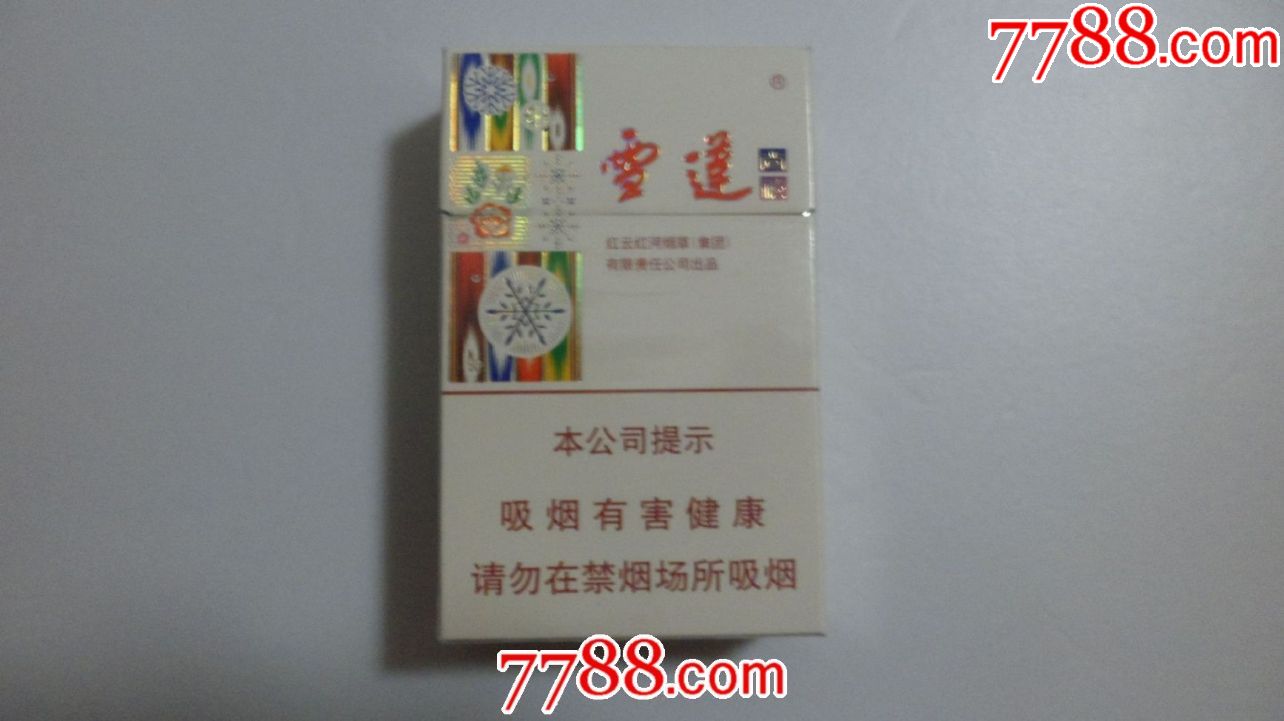 7788.com
®
雪莲
红云红河烟草(集团)
有限责任公司出品
本公司提示
吸烟有害健康
请勿在禁烟场所吸烟
7788.com